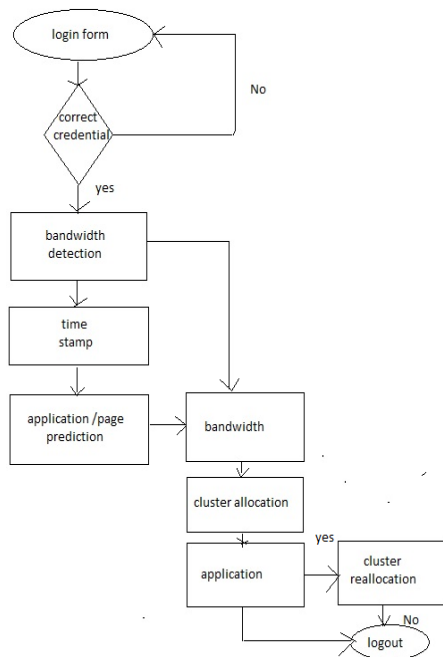 login form
No
correct
credential
yes
bandwidth
detection
time
stamp
application /page
prediction
bandwidth
cluster allocation
yes
application
cluster
reallocation
No
logout